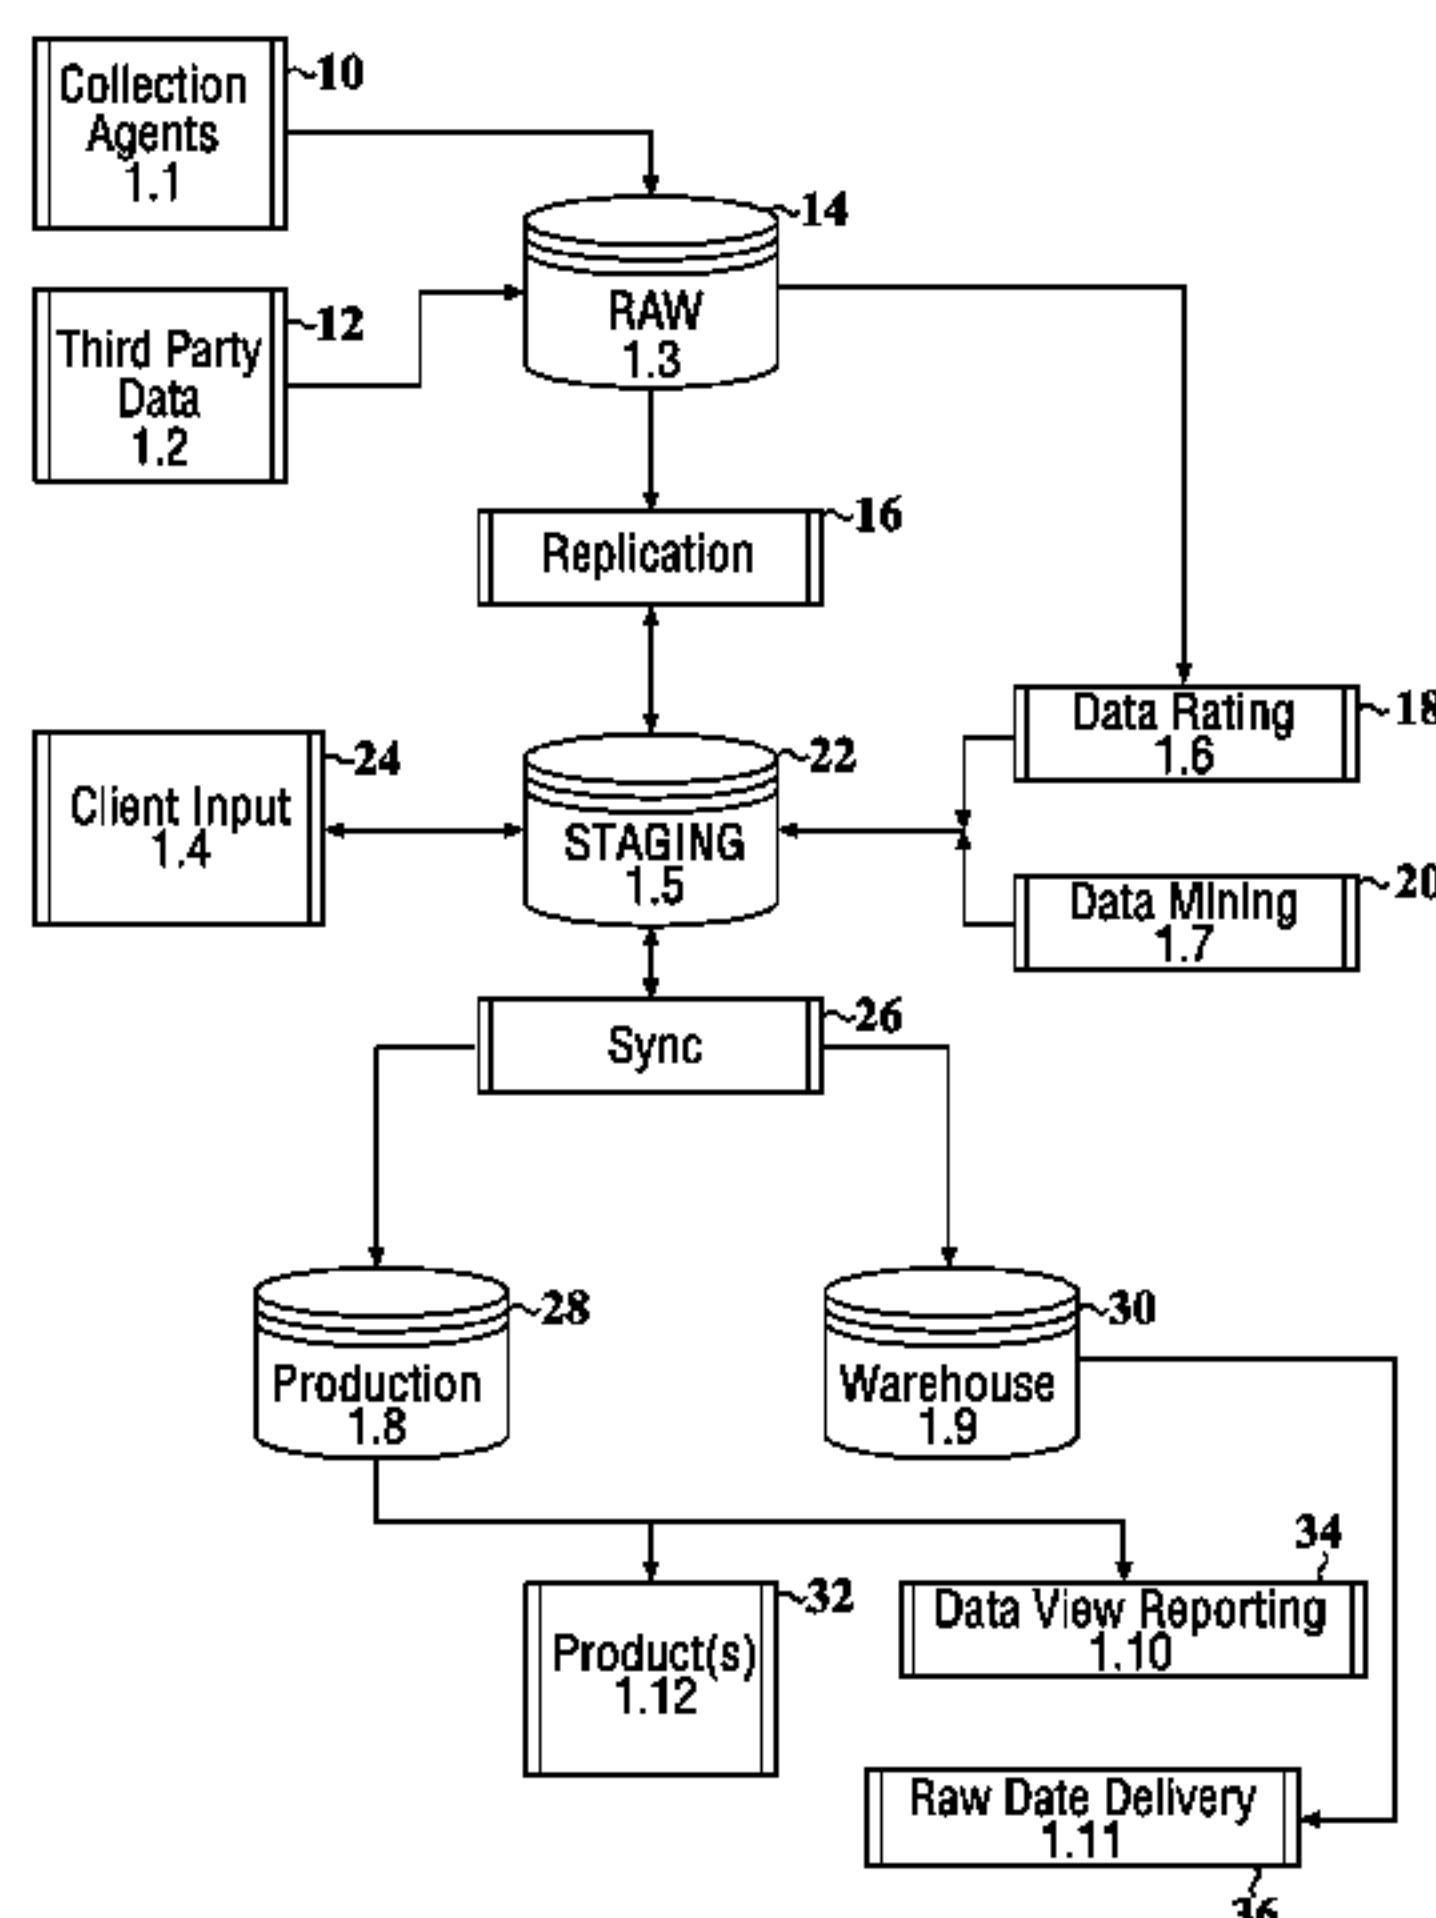 Collection
Agents
1.1
10
14
RAW
1.3
Third Party
Data
1.2
12
Replication
16
Data Rating
1.6
18
Client Input
1.4
24
STAGING
1.5
22
Data Mining
1.7
20
Sync
26
Production
1.8
28
Warehouse
1.9
30
Product(s)
1.12
32
34
Data View Reporting
1.10
Raw Date Delivery
1.11
36